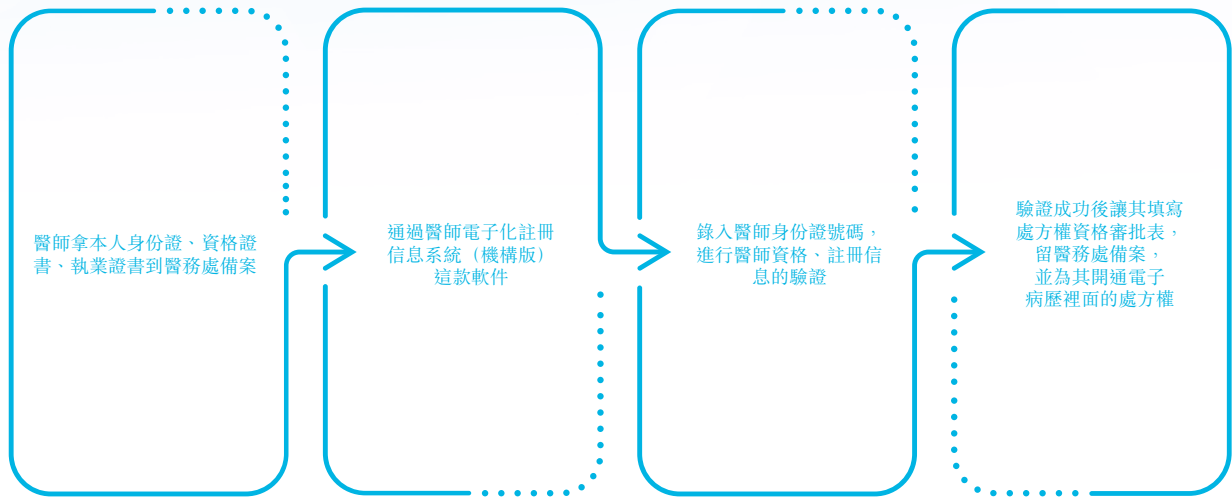 醫師拿本人身份證、資格證
書、執業證書到醫務處備案
通過醫師電子化註冊
信息系統（機構版）
這款軟件
錄入醫師身份證號碼，
進行醫師資格、註冊信
息的驗證
驗證成功後讓其填寫
處方權資格審批表，
留醫務處備案，
並為其開通電子
病歷裡面的處方權